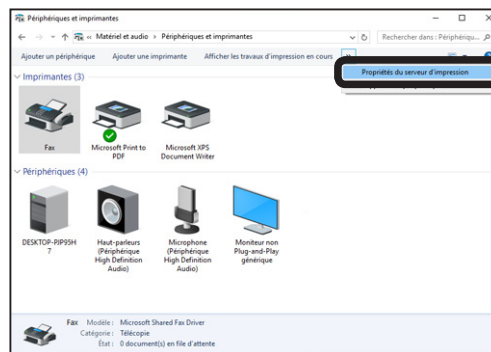 Périphériques et imprimantes
« Matériel et audio > Périphériques et imprimantes
Rechercher dans : Périphériqu...
Ajouter un périphérique Ajouter une imprimante Afficher les travaux d'impression en cours »
Propriétés du serveur d'impression
Imprimantes (3)
Fax
Microsoft Print to
PDF
Microsoft XPS
Document Writer
Périphériques (4)
DESKTOP-PJP95H
7
Haut-parleurs
(Périphérique
High Definition
Audio)
Microphone
(Périphérique
High Definition
Audio)
Moniteur non
Plug-and-Play
générique
Fax Modèle : Microsoft Shared Fax Driver
Catégorie : Télécopie
État : 0 document(s) en file d'attente